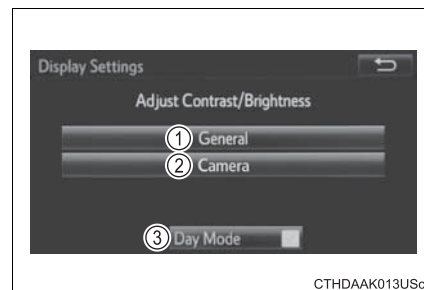 Display Settings
Adjust Contrast/Brightness
1 General
2 Camera
3 Day Mode
CTHDAAK013USc